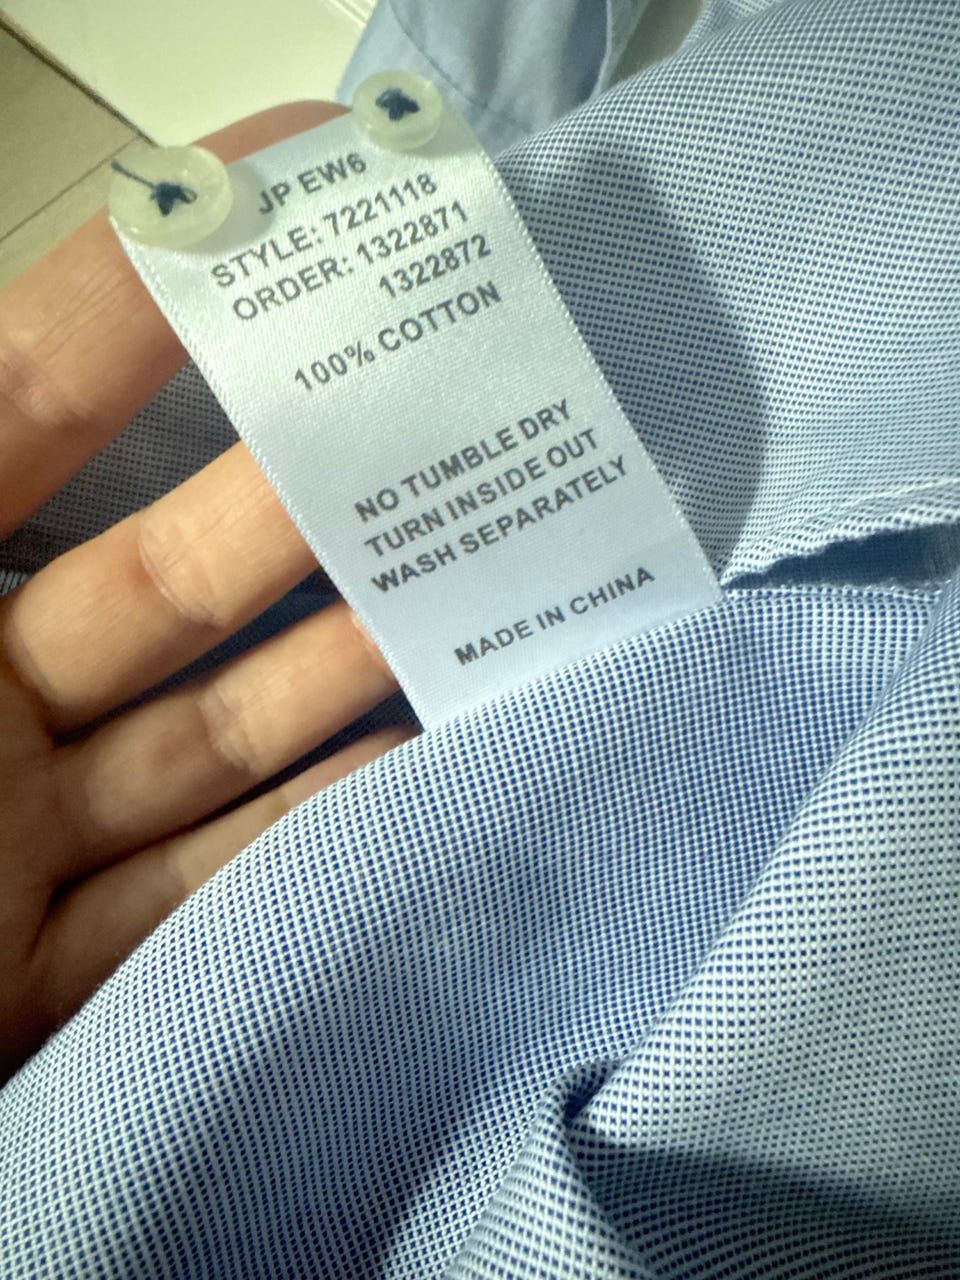 JP EW6
STYLE: 7221118
ORDER: 1322871
1322872
100% COTTON
NO TUMBLE DRY
TURN INSIDE OUT
WASH SEPARATELY
MADE IN CHINA